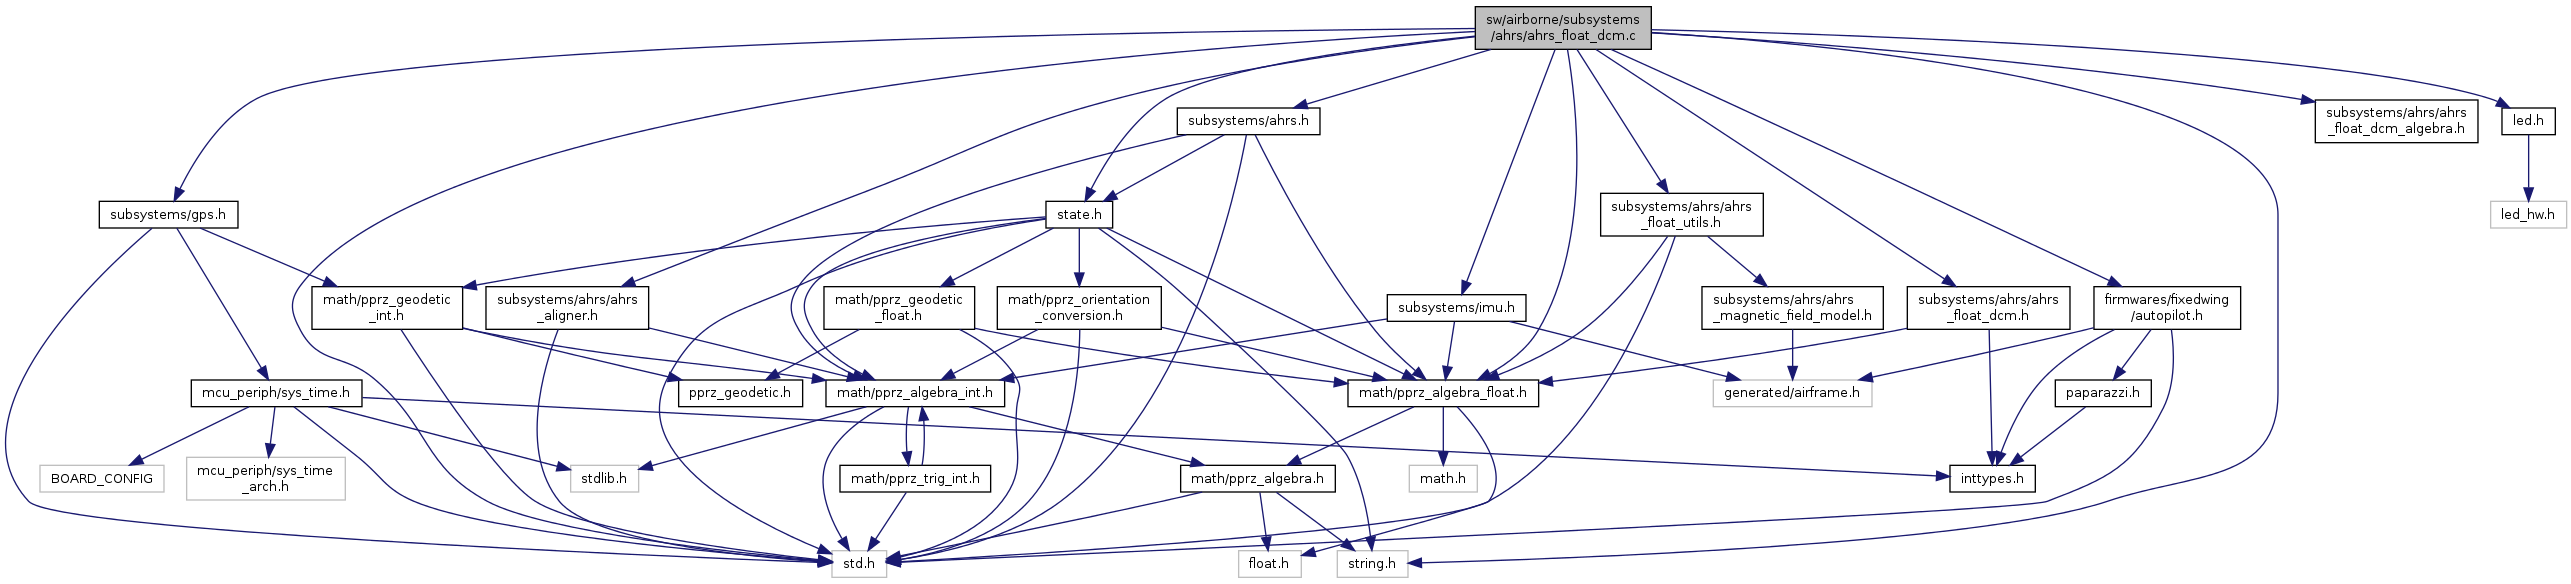 sw/airborne/subsystems
/ahrs/ahrs_float_dcm.c
subsystems/ahrs.h
subsystems/ahrs/ahrs
_float_dcm_algebra.h
led.h
subsystems/gps.h
state.h
subsystems/ahrs/ahrs
_float_utils.h
led_hw.h
math/pprz_geodetic
_int.h
subsystems/ahrs/ahrs
_aligner.h
math/pprz_geodetic
_float.h
math/pprz_orientation
_conversion.h
subsystems/imu.h
subsystems/ahrs/ahrs
_magnetic_field_model.h
subsystems/ahrs/ahrs
_float_dcm.h
firmwares/fixedwing
/autopilot.h
mcu_periph/sys_time.h
pprz_geodetic.h
math/pprz_algebra_int.h
math/pprz_algebra_float.h
generated/airframe.h
paparazzi.h
BOARD_CONFIG
mcu_periph/sys_time
_arch.h
stdlib.h
math/pprz_trig_int.h
math/pprz_algebra.h
math.h
inttypes.h
std.h
float.h
string.h